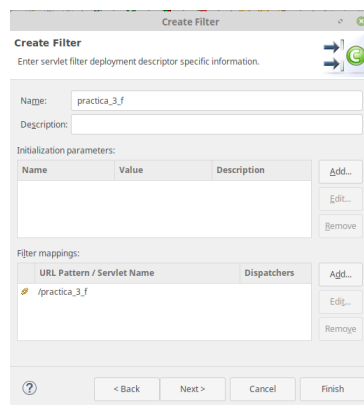 Create Filter
Create Filter
Enter servlet filter deployment descriptor specific information.
Name: practica_3_f
Description:
Initialization parameters:
Name Value Description
Add...
Edit...
Remove
Filter mappings:
URL Pattern / Servlet Name Dispatchers
/practica_3_f
Add...
Edit...
Remove
? < Back Next > Cancel Finish